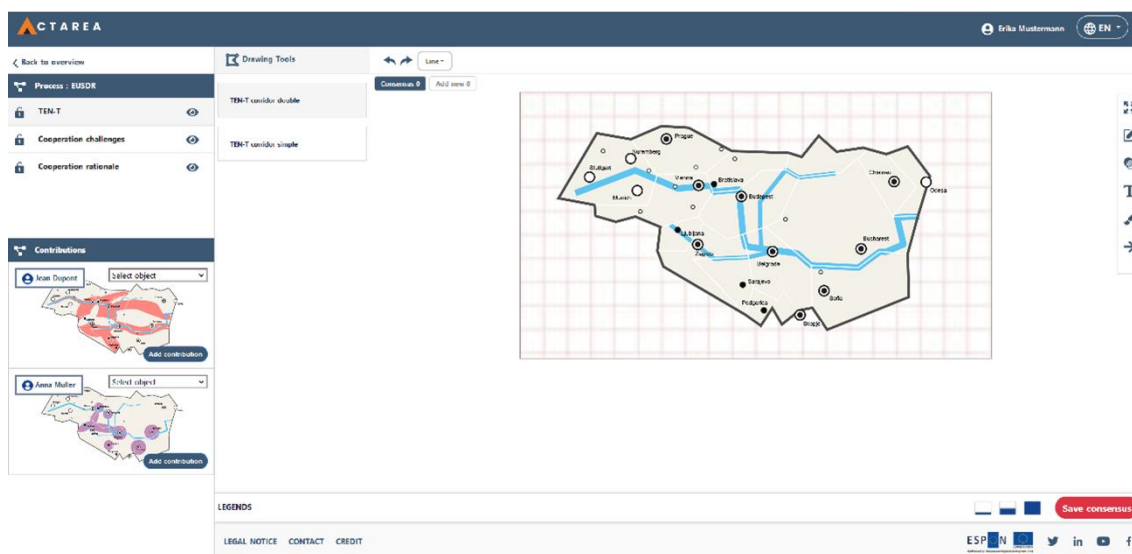 ACTAREA
Erika Mustermann
EN
Back to overview
Drawing Tools
Line
Process : EUSDR
Consensus 0
Add new 0
TEN-T
TEN-T corridor double
Cooperation challenges
TEN-T corridor simple
Cooperation rationale
Prague
Nuremberg
Stuttgart
Vienna
Bratislava
Chisinau
Munich
Budapest
Odesa
Ljubljana
Zagreb
Bucharest
Belgrade
Sarajevo
Sofia
Podgorica
Skopje
Contributions
Jean Dupont
Select object
Add contribution
Anna Muller
Select object
Add contribution
LEGENDS
Save consensus
LEGAL NOTICE
CONTACT
CREDIT
ESPON